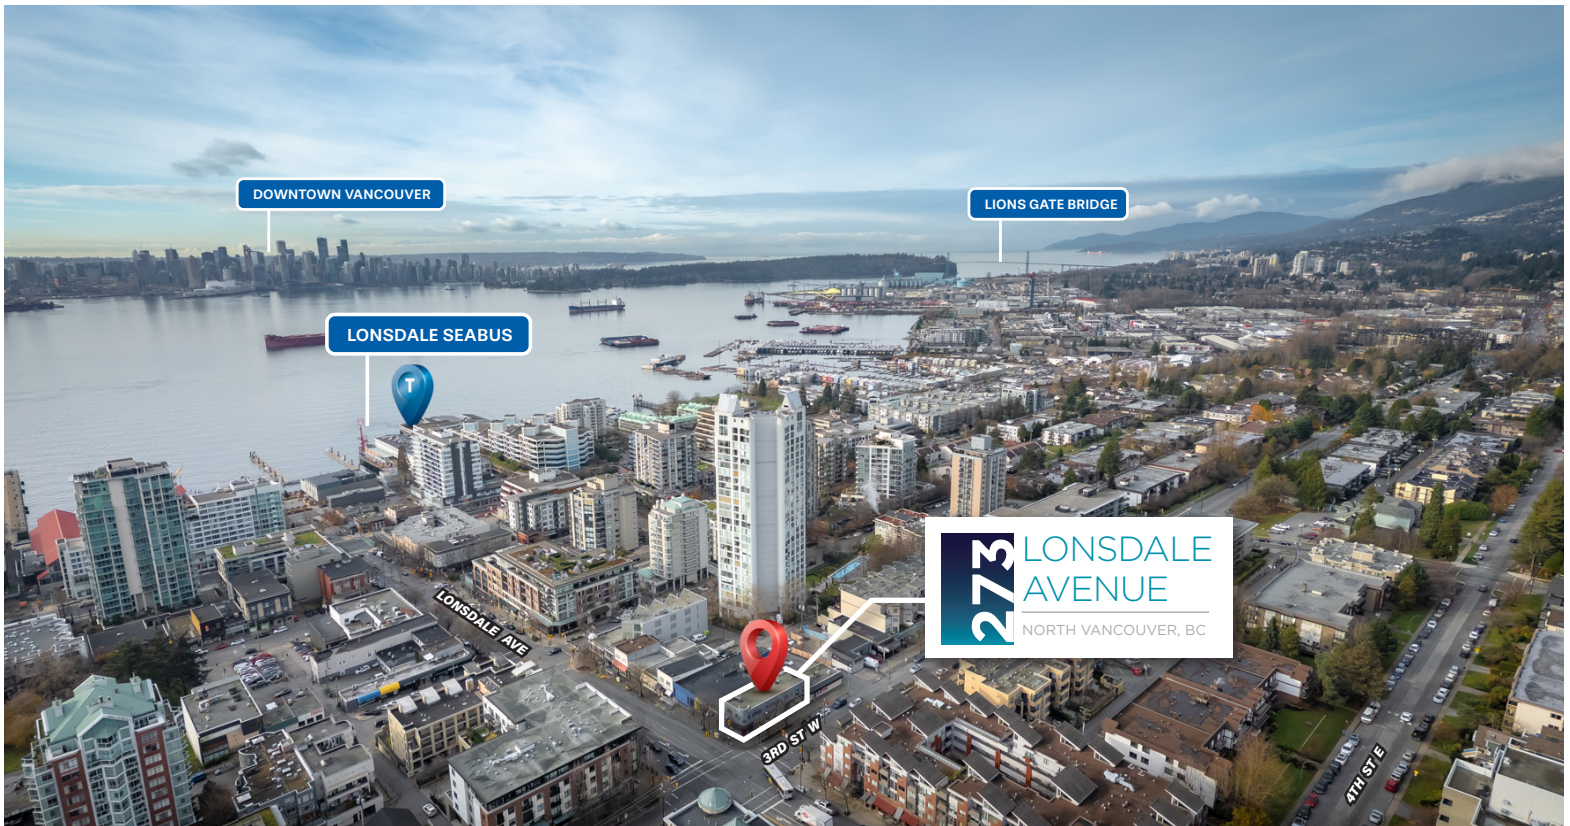 DOWNTOWN VANCOUVER
LIONS GATE BRIDGE
LONSDALE SEABUS
T
273
LONSDALE
AVENUE
NORTH VANCOUVER, BC
LONSDALE AVE
3RD ST W
4TH ST E